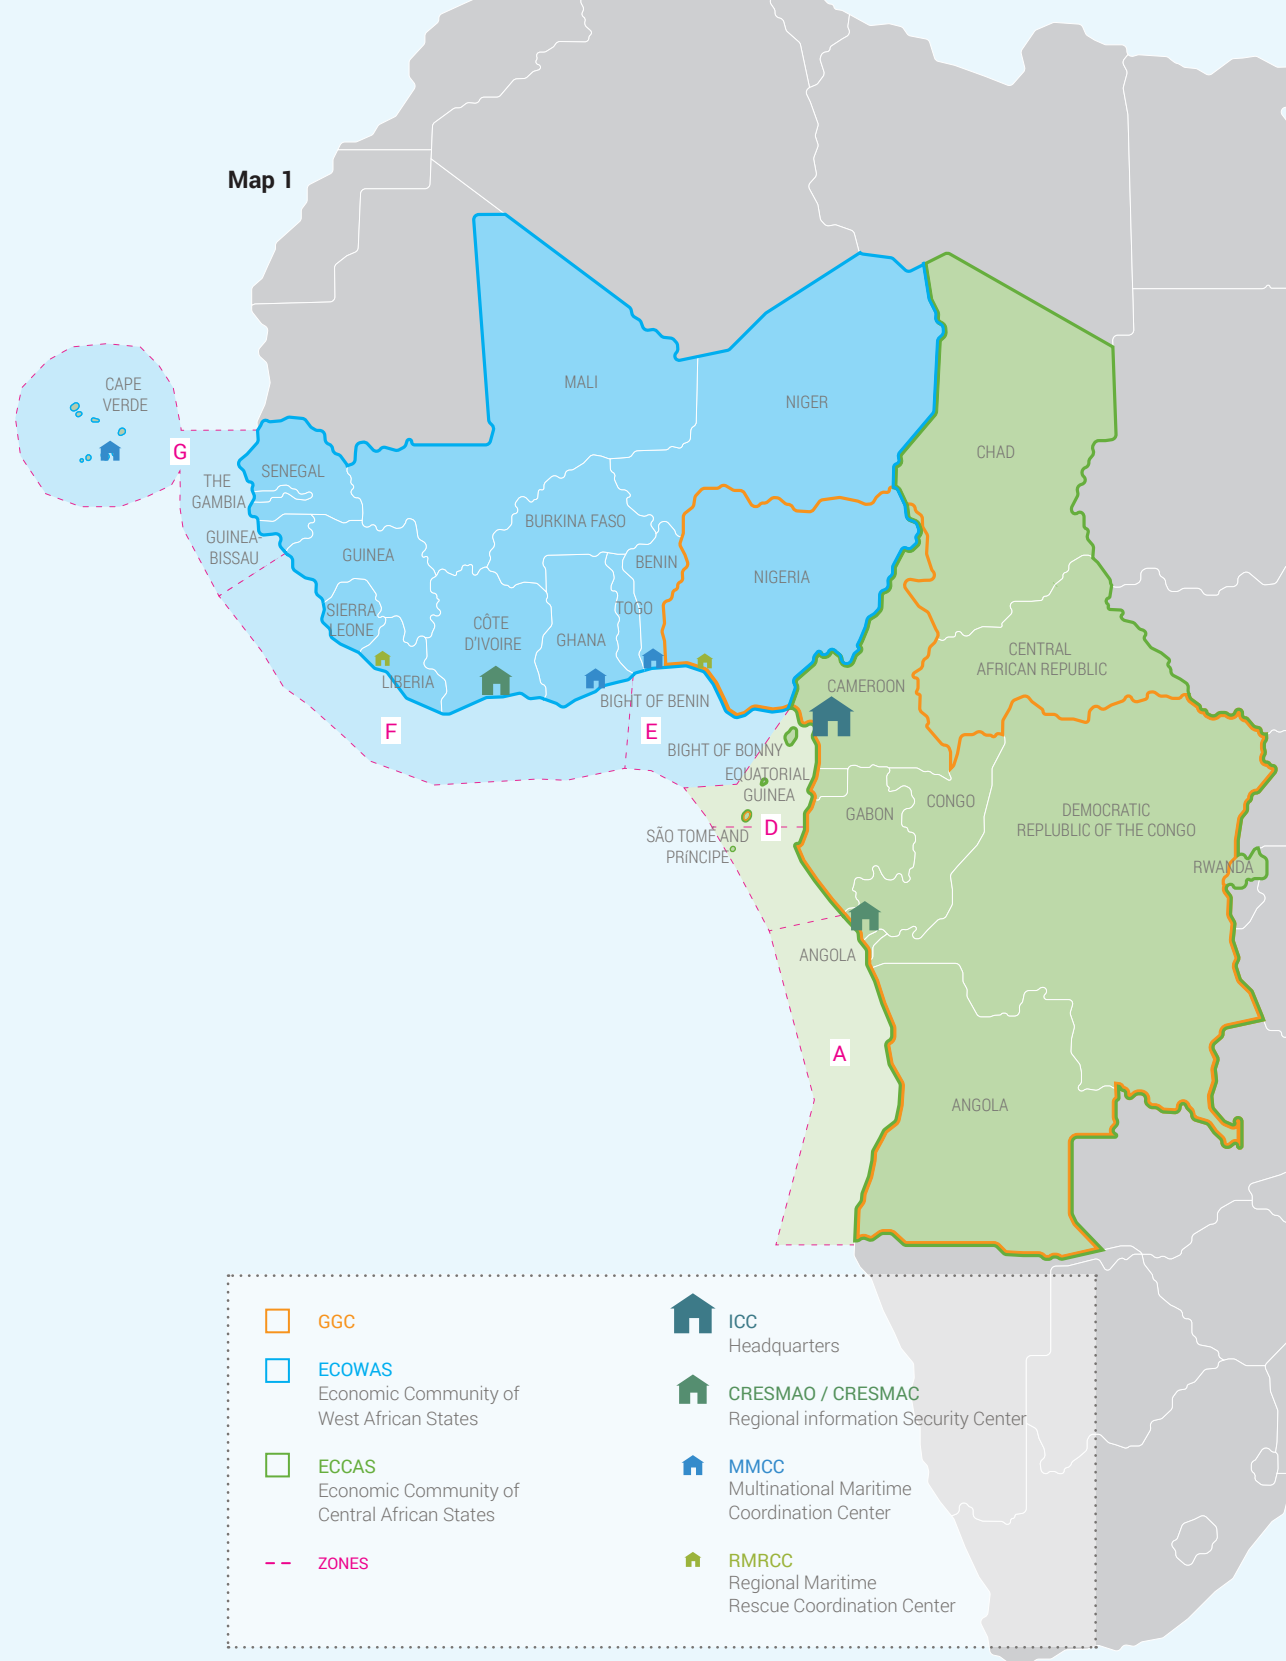 Map 1
CAPE
VERDE
G
THE
GAMBIA
GUINEA-
BISSAU
SENEGAL
MALI
NIGER
CHAD
GUINEA
BURKINA FASO
BENIN
NIGERIA
SIERRA
LEONE
CÔTE
D'IVOIRE
TOGO
GHANA
LIBERIA
CENTRAL
AFRICAN REPUBLIC
CAMEROON
BIGHT OF BENIN
F
E
BIGHT OF BONNY
EQUATORIAL
GUINEA
D
SÃO TOMÉ AND
PRíNCIPE
GABON
CONGO
DEMOCRATIC
REPLUBLIC OF THE CONGO
RWANDA
ANGOLA
A
ANGOLA
GGC
ECOWAS
Economic Community of
West African States
ECCAS
Economic Community of
Central African States
ZONES
ICC
Headquarters
CRESMAO / CRESMAC
Regional information Security Center
MMCC
Multinational Maritime
Coordination Center
RMRCC
Regional Maritime
Rescue Coordination Center